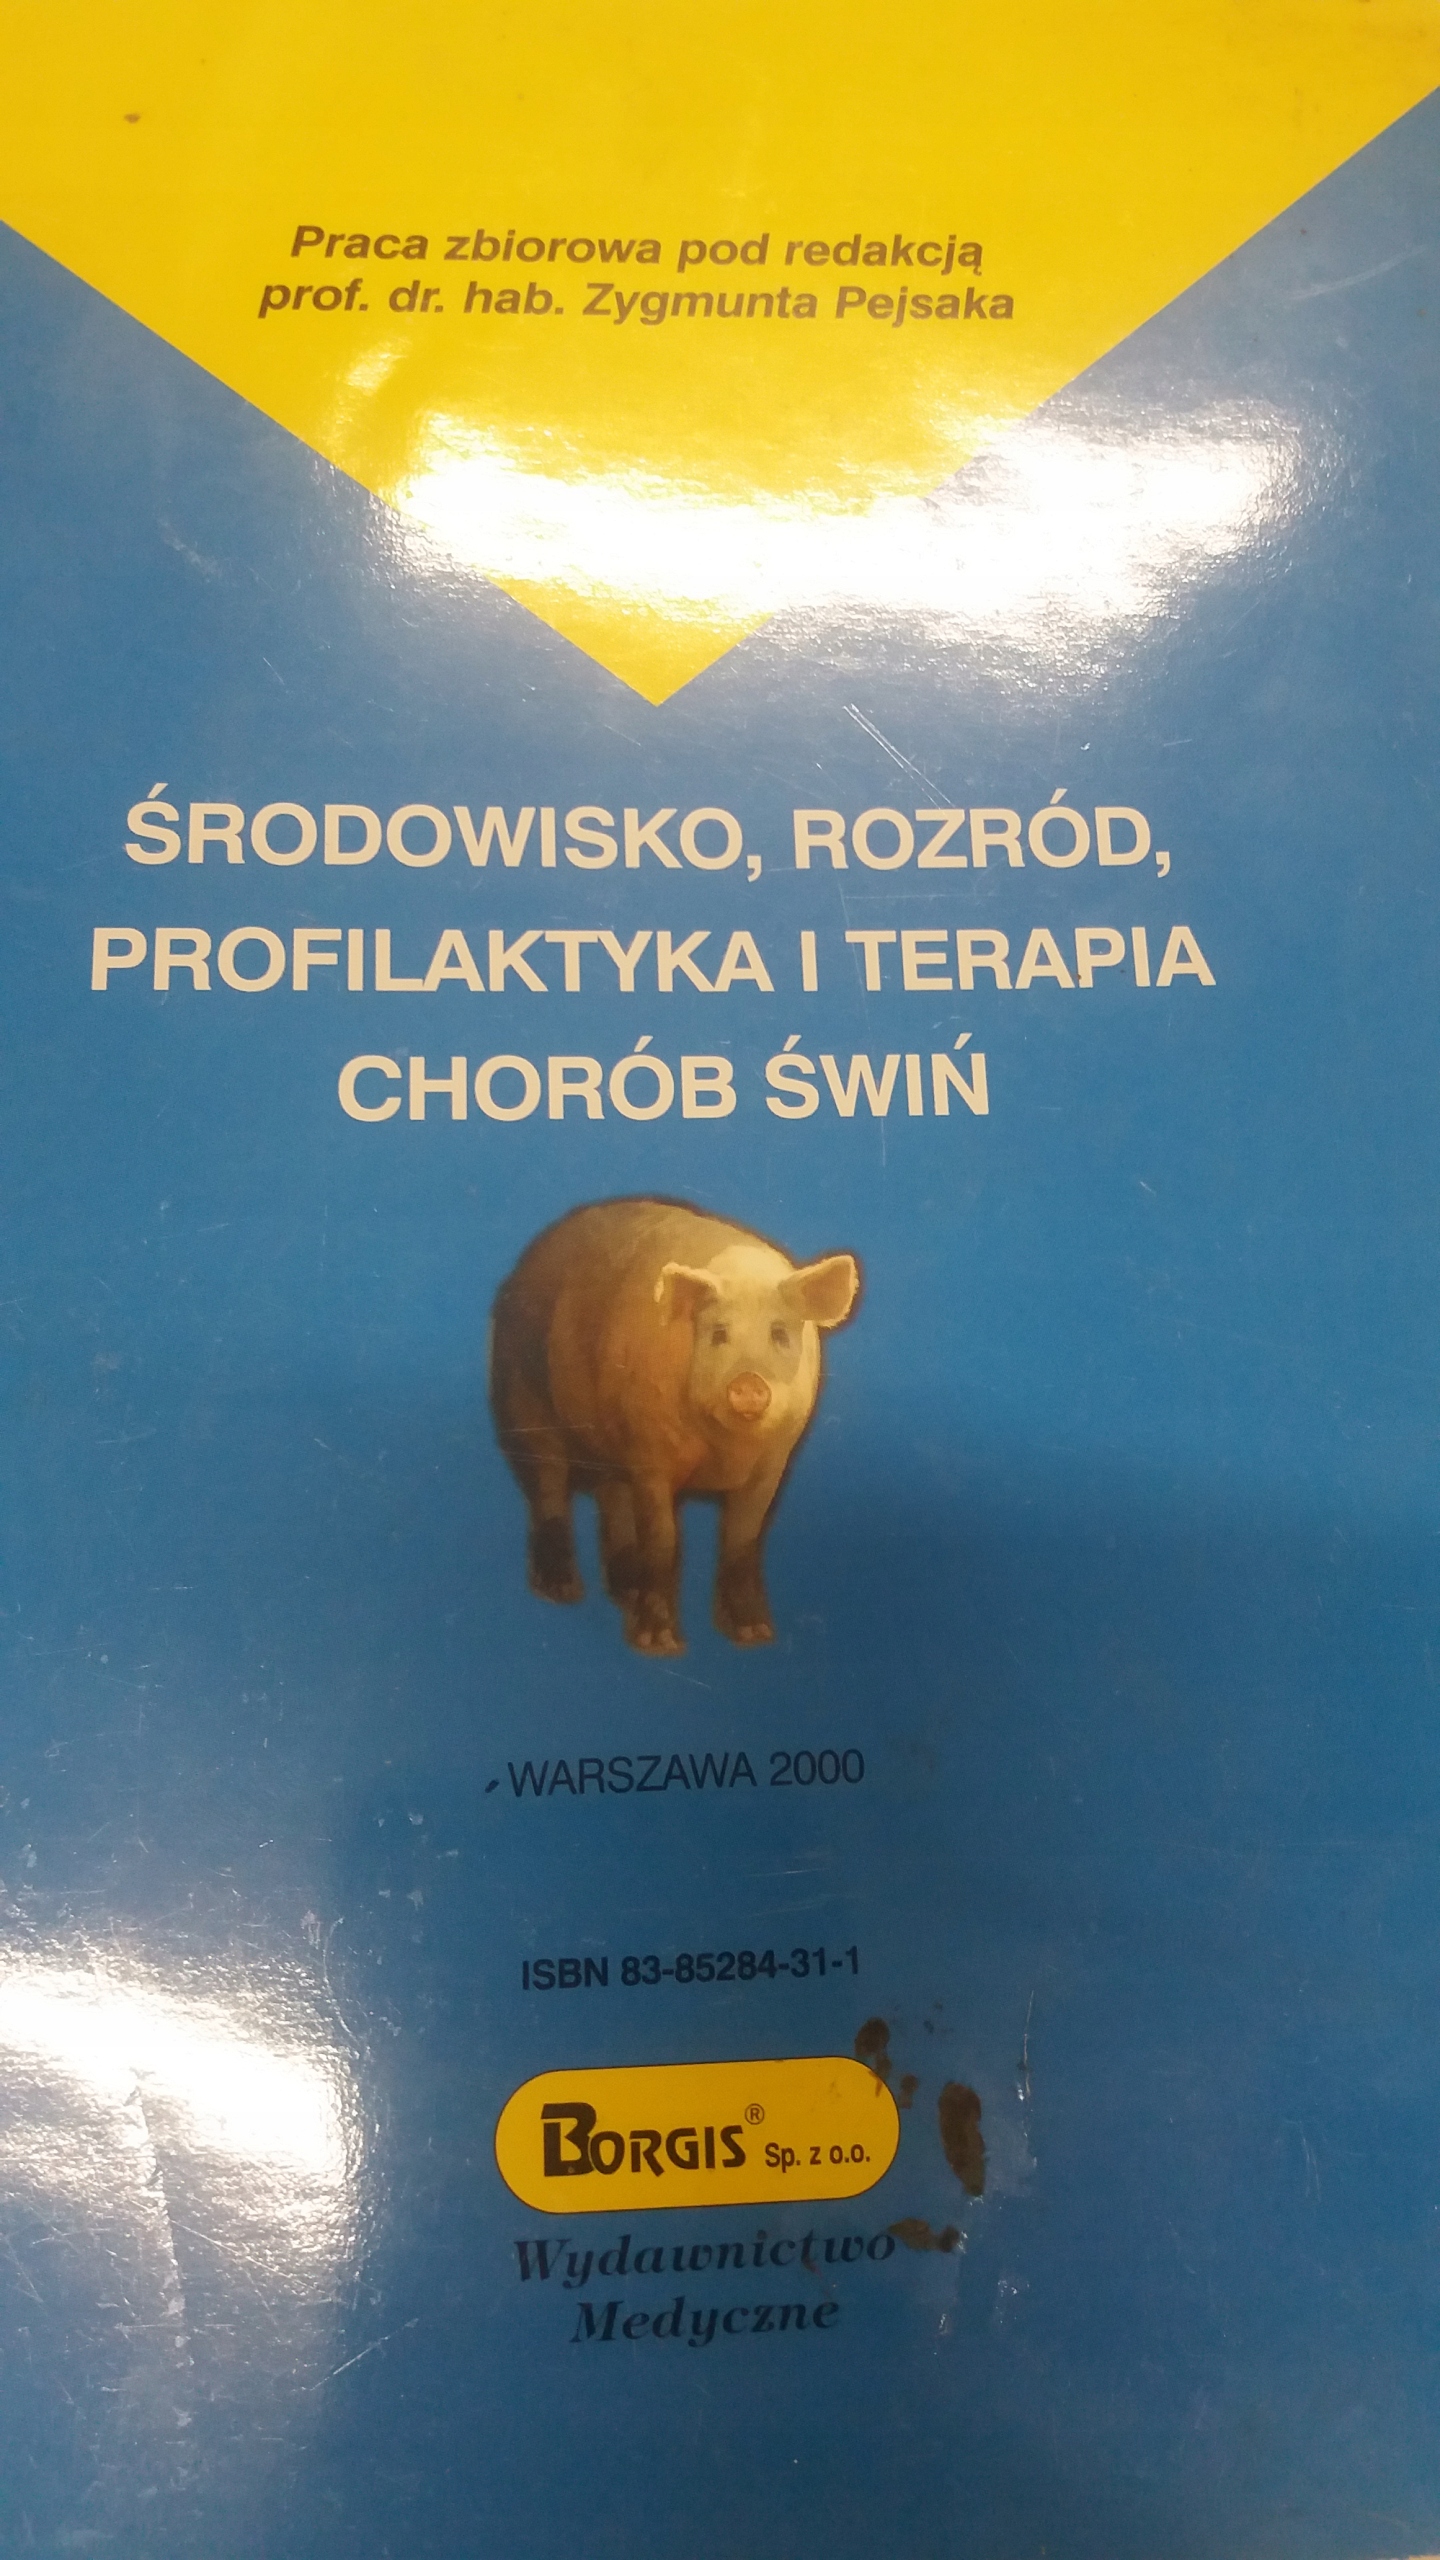 Praca zbiorowa pod redakcją
prof. dr. hab. Zygmunta Pejsaka
ŚRODOWISKO, ROZRÓD,
PROFILAKTYKA I TERAPIA
CHORÓB ŚWIŃ
WARSZAWA 2000
ISBN 83-85284-31-1
BORGIS® Sp. z o.o.
Wydawnictwo
Medyczne